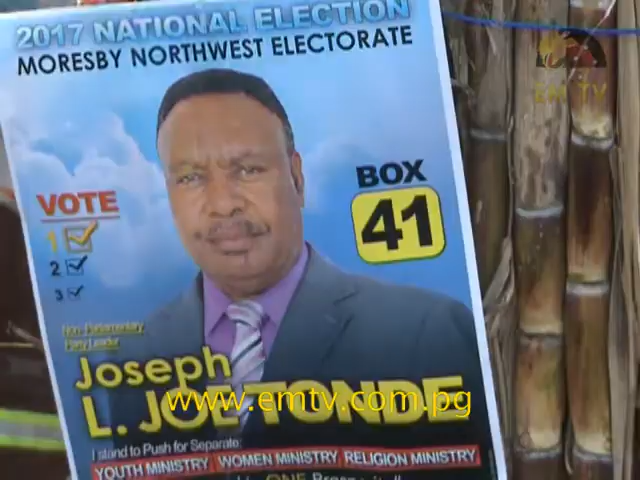 2017 NATIONAL ELECTION
MORESBY NORTHWEST ELECTORATE
EMTV
VOTE
1
2
3
BOX
41
Non-Parliamentary
Party Leader
Joseph
L. JOE TONDE
www.emtv.com.pg
I stand to Push for Separate:
YOUTH MINISTRY WOMEN MINISTRY RELIGION MINISTRY
ONE